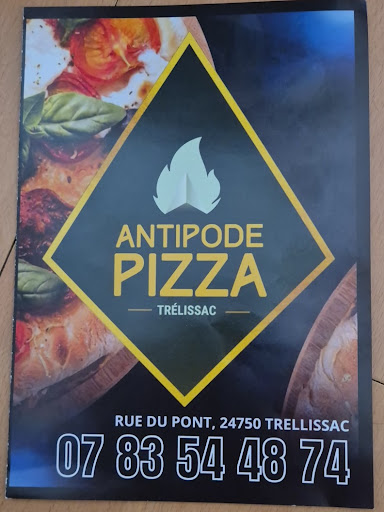 ANTIPODE
PIZZA
TRÉLISSAC
RUE DU PONT, 24750 TRELLISSAC
07 83 54 48 74